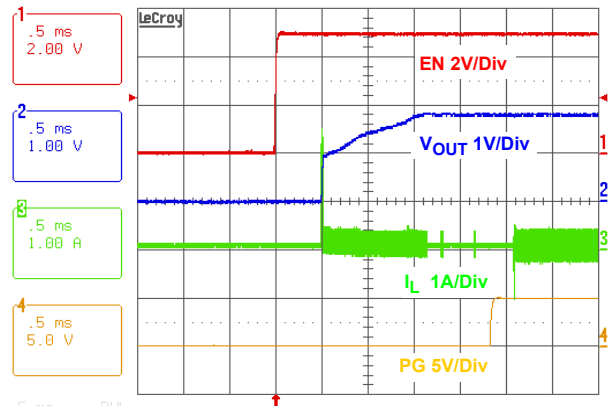 LeCroy
1
.5 ms
2.00 V
EN 2V/Div
2
.5 ms
1.00 V
VOUT 1V/Div
1
2
3
.5 ms
1.00 A
3
IL 1A/Div
4
.5 ms
5.0 V
4
PG 5V/Div